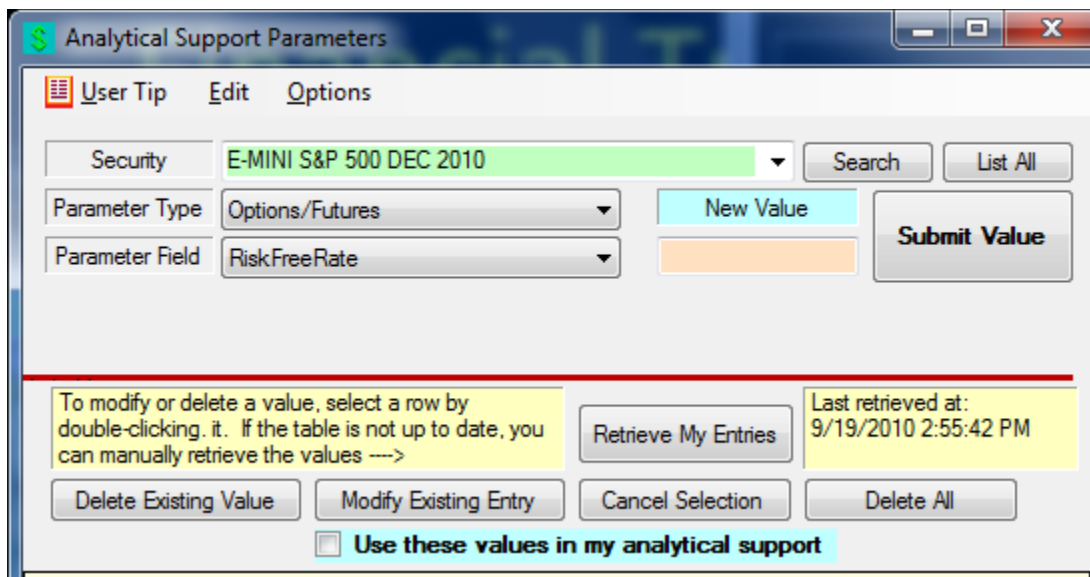 Analytical Support Parameters
User Tip Edit Options
Security E-MINI S&P 500 DEC 2010 Search List All
Parameter Type Options/Futures New Value
Submit Value
Parameter Field RiskFreeRate
To modify or delete a value, select a row by
double-clicking. it. If the table is not up to date, you
can manually retrieve the values ---->
Retrieve My Entries
Last retrieved at:
9/19/2010 2:55:42 PM
Delete Existing Value Modify Existing Entry Cancel Selection Delete All
Use these values in my analytical support